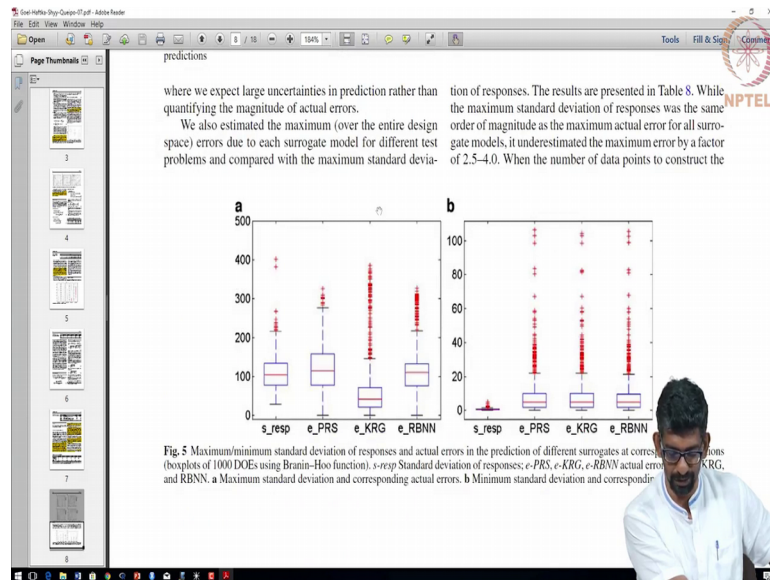 Goel-Haftka-Shyy-Queipo-07.pdf - Adobe Reader
File Edit View Window Help
Open 8 / 18 184% Tools Fill & Sign Comment
NPTEL
Page Thumbnails
3
4
5
6
7
8
predictions
where we expect large uncertainties in prediction rather than
quantifying the magnitude of actual errors.
We also estimated the maximum (over the entire design
space) errors due to each surrogate model for different test
problems and compared with the maximum standard devia-
tion of responses. The results are presented in Table 8. While
the maximum standard deviation of responses was the same
order of magnitude as the maximum actual error for all surro-
gate models, it underestimated the maximum error by a factor
of 2.5–4.0. When the number of data points to construct the
a
500
400
300
200
100
0
s_resp e_PRS e_KRG e_RBNN
b
100
80
60
40
20
0
s_resp e_PRS e_KRG e_RBNN
Fig. 5 Maximum/minimum standard deviation of responses and actual errors in the prediction of different surrogates at
(boxplots of 1000 DOEs using Branin–Hoo function). s-resp Standard deviation of responses; e-PRS, e-KRG, e-RBNN actual KRG,
and RBNN. a Maximum standard deviation and corresponding actual errors. b Minimum standard deviation and